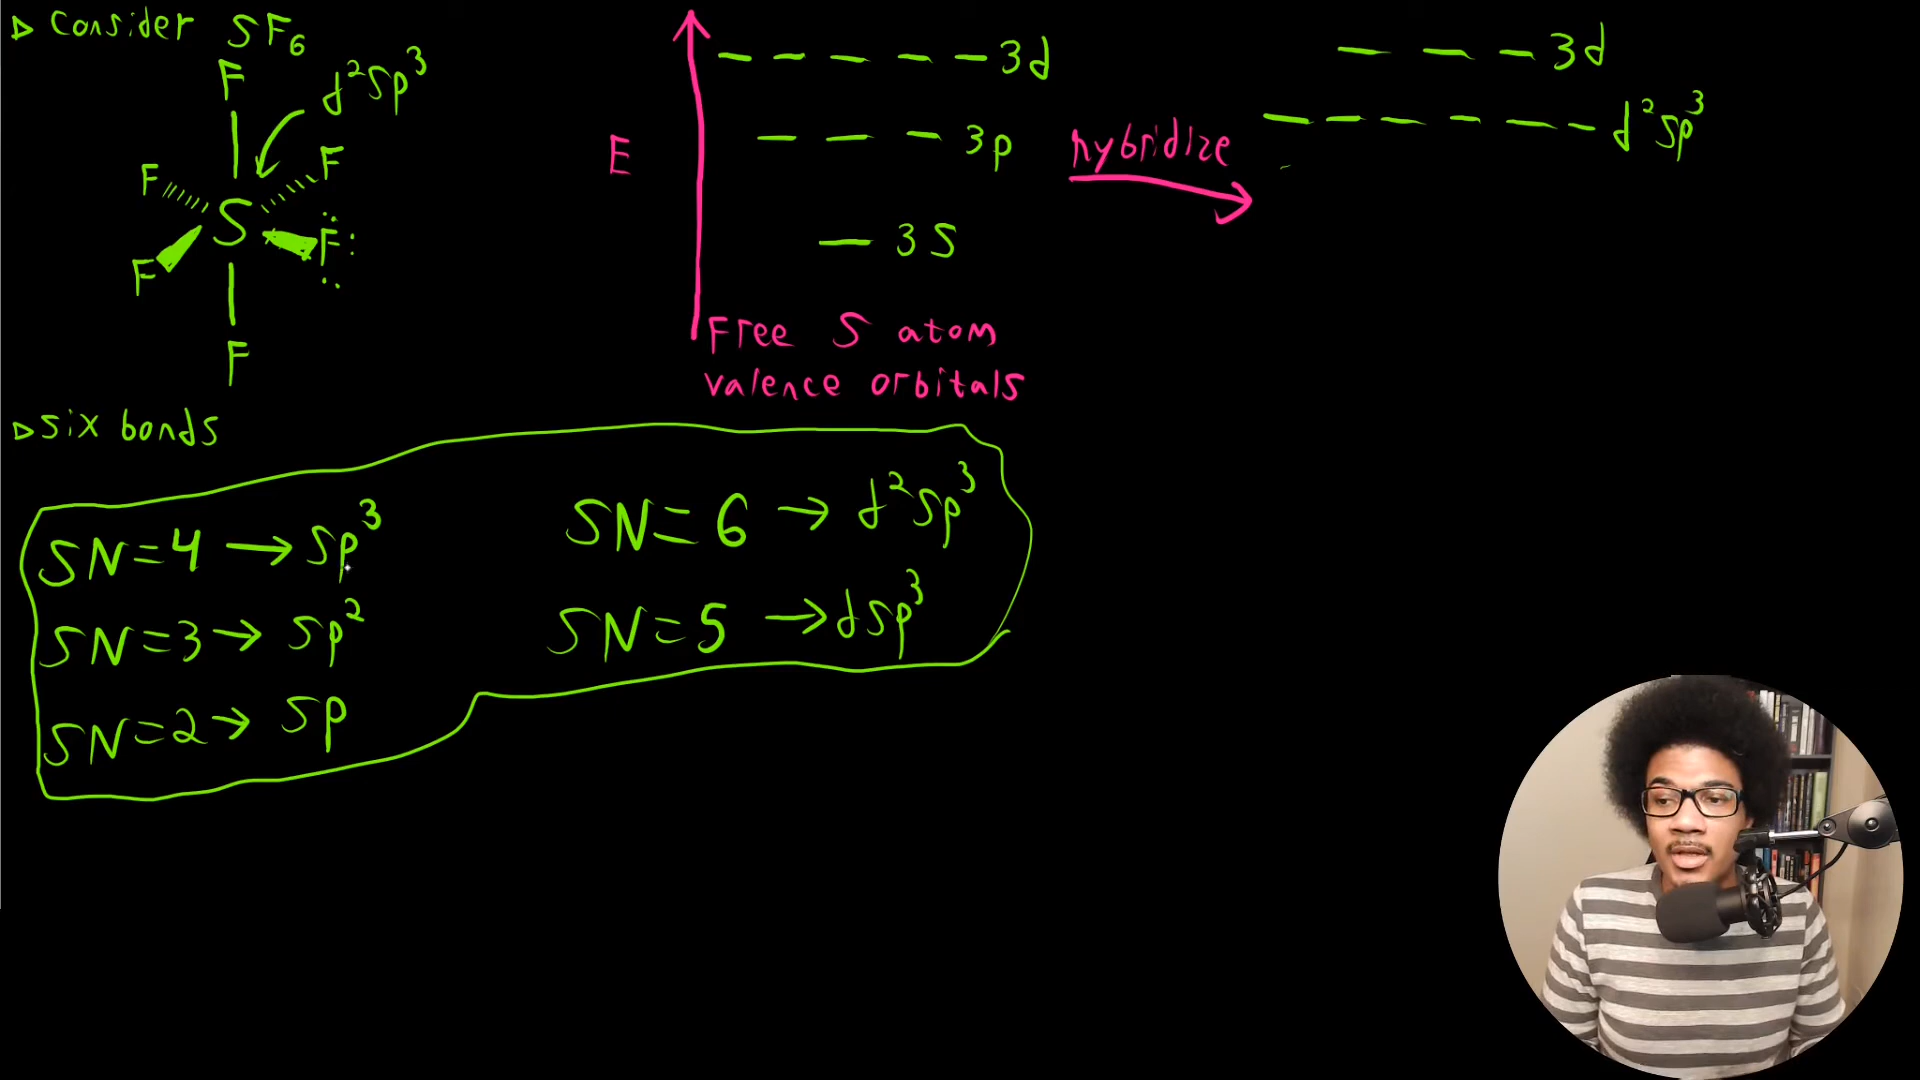 ▷ Consider SF₆
F
d²sp³
F F
S
F F
F
E
3d
3p
3s
Free S atom
valence orbitals
hybridize
3d
d²sp³
▷ six bonds
SN=4 → sp³
SN=3 → sp²
SN=2 → sp
SN=6 → d²sp³
SN=5 → dsp³